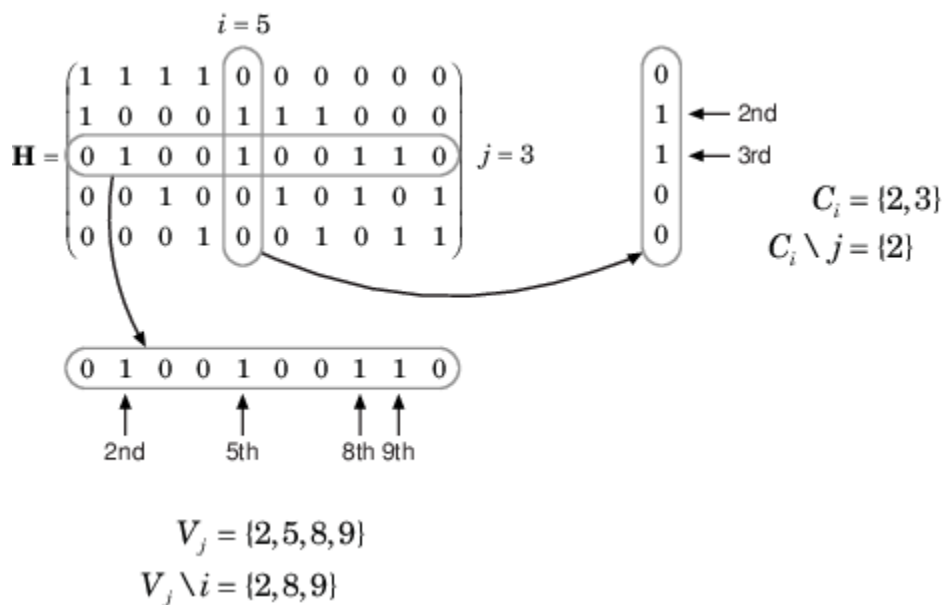 i = 5
1 1 1 1 0 0 0 0 0 0
1 0 0 0 1 1 1 0 0 0
H = 0 1 0 0 1 0 0 1 1 0 j = 3
0 0 1 0 0 1 0 1 0 1
0 0 0 1 0 0 1 0 1 1
0
1 2nd
1 3rd
0
0
C_i = {2,3}
C_i \ j = {2}
0 1 0 0 1 0 0 1 1 0
2nd 5th 8th 9th
V_j = {2,5,8,9}
V_j \ i = {2,8,9}